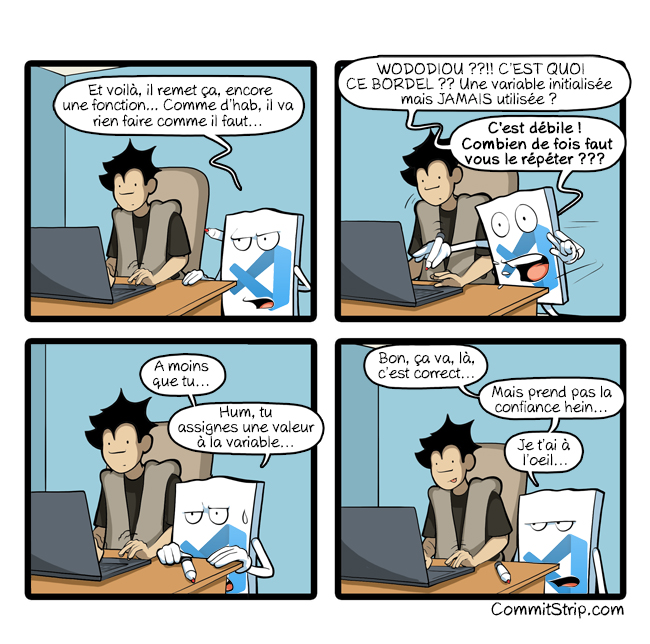 Et voilà, il remet ça, encore
une fonction... Comme d'hab, il va
rien faire comme il faut...
WODODIOU ??!! C'EST QUOI
CE BORDEL ?? Une variable initialisée
mais JAMAIS utilisée ?
C'est débile !
Combien de fois faut
vous le répéter ???
A moins
que tu...
Hum, tu
assignes une valeur
à la variable...
Bon, ça va, là,
c'est correct...
Mais prend pas la
confiance hein...
Je t'ai à
l'oeil...
CommitStrip.com